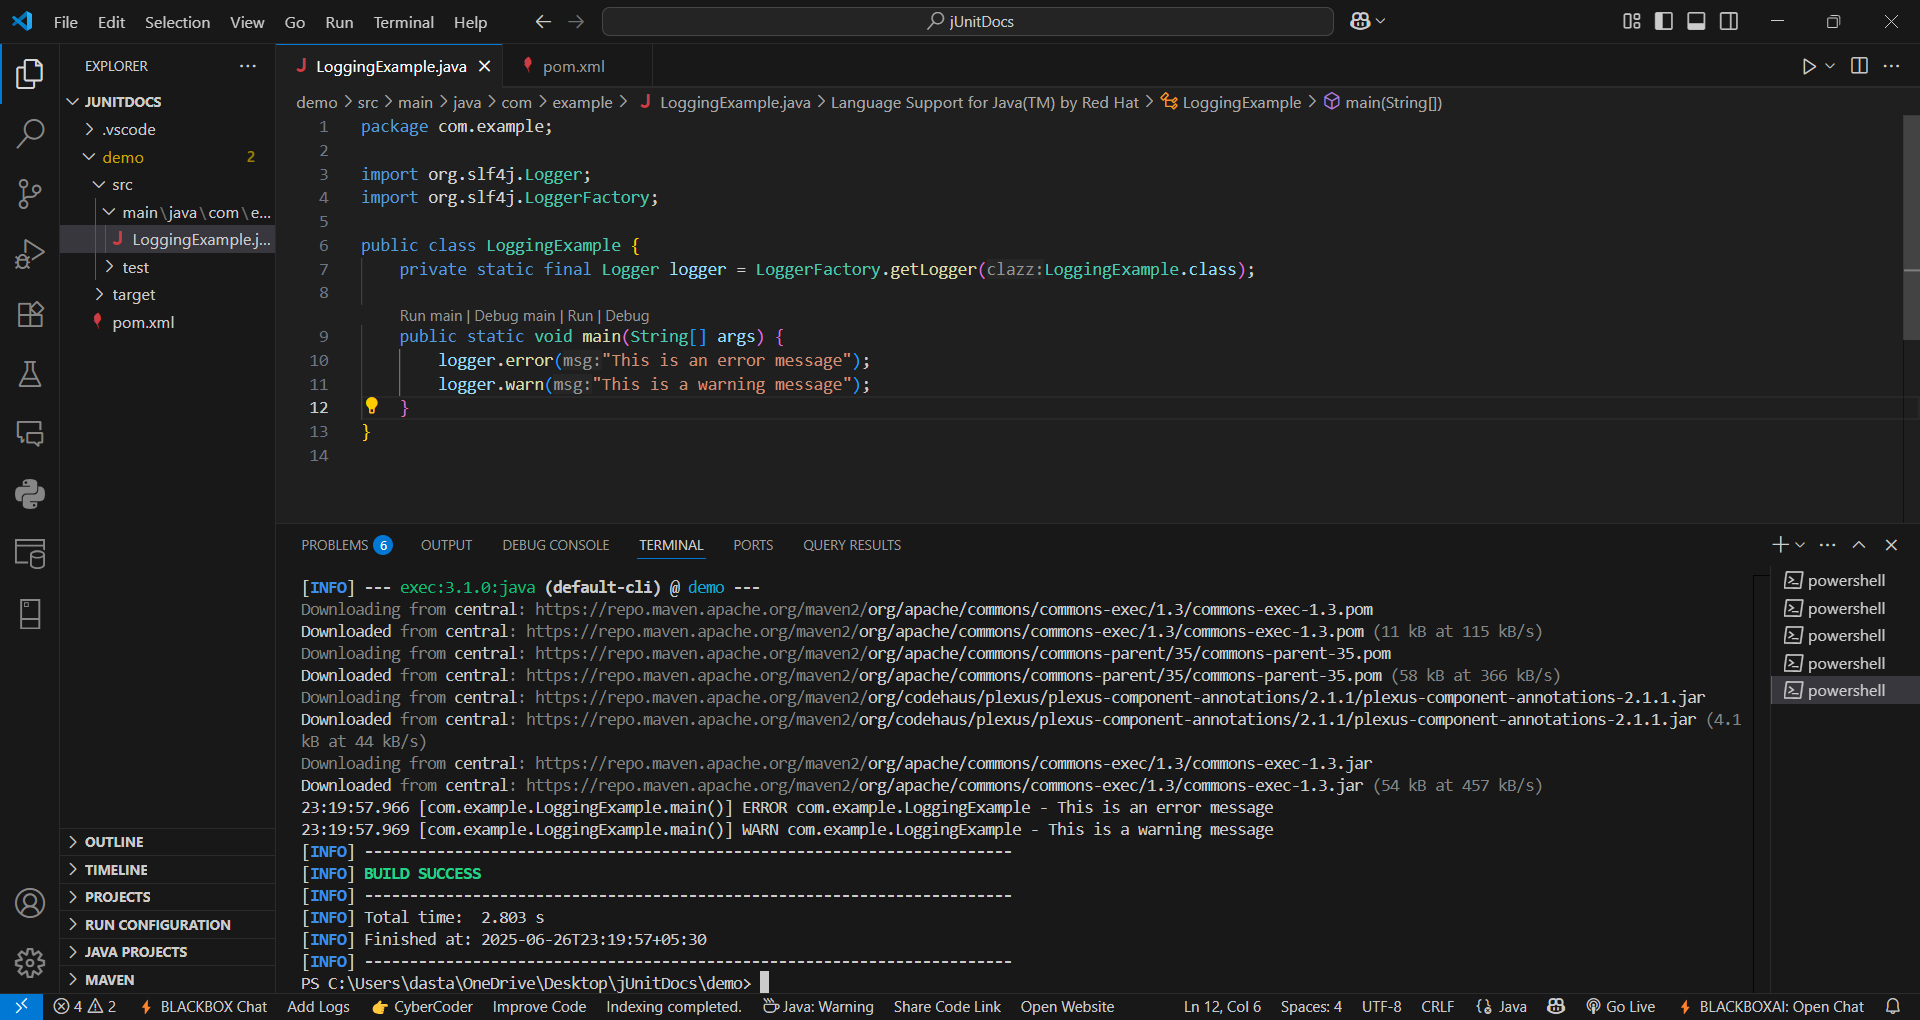 File Edit Selection View Go Run Terminal Help
jUnitDocs
EXPLORER
JUNITDOCS
.vscode
demo 2
src
main\java\com\e...
LoggingExample.j...
test
target
pom.xml
OUTLINE
TIMELINE
PROJECTS
RUN CONFIGURATION
JAVA PROJECTS
MAVEN
LoggingExample.java
pom.xml
demo > src > main > java > com > example > LoggingExample.java > Language Support for Java(TM) by Red Hat > LoggingExample > main(String[])
1 package com.example;
2
3 import org.slf4j.Logger;
4 import org.slf4j.LoggerFactory;
5
6 public class LoggingExample {
7 private static final Logger logger = LoggerFactory.getLogger(clazz:LoggingExample.class);
8
Run main | Debug main | Run | Debug
9 public static void main(String[] args) {
10 logger.error(msg:"This is an error message");
11 logger.warn(msg:"This is a warning message");
12 }
13 }
14
PROBLEMS 6 OUTPUT DEBUG CONSOLE TERMINAL PORTS QUERY RESULTS
[INFO] --- exec:3.1.0:java (default-cli) @ demo ---
Downloading from central: https://repo.maven.apache.org/maven2/org/apache/commons/commons-exec/1.3/commons-exec-1.3.pom
Downloaded from central: https://repo.maven.apache.org/maven2/org/apache/commons/commons-exec/1.3/commons-exec-1.3.pom (11 kB at 115 kB/s)
Downloading from central: https://repo.maven.apache.org/maven2/org/apache/commons/commons-parent/35/commons-parent-35.pom
Downloaded from central: https://repo.maven.apache.org/maven2/org/apache/commons/commons-parent/35/commons-parent-35.pom (58 kB at 366 kB/s)
Downloading from central: https://repo.maven.apache.org/maven2/org/codehaus/plexus/plexus-component-annotations/2.1.1/plexus-component-annotations-2.1.1.jar
Downloaded from central: https://repo.maven.apache.org/maven2/org/codehaus/plexus/plexus-component-annotations/2.1.1/plexus-component-annotations-2.1.1.jar (4.1
kB at 44 kB/s)
Downloading from central: https://repo.maven.apache.org/maven2/org/apache/commons/commons-exec/1.3/commons-exec-1.3.jar
Downloaded from central: https://repo.maven.apache.org/maven2/org/apache/commons/commons-exec/1.3/commons-exec-1.3.jar (54 kB at 457 kB/s)
23:19:57.966 [com.example.LoggingExample.main()] ERROR com.example.LoggingExample - This is an error message
23:19:57.969 [com.example.LoggingExample.main()] WARN com.example.LoggingExample - This is a warning message
[INFO] ------------------------------------------------------------------------
[INFO] BUILD SUCCESS
[INFO] ------------------------------------------------------------------------
[INFO] Total time:  2.803 s
[INFO] Finished at: 2025-06-26T23:19:57+05:30
[INFO] ------------------------------------------------------------------------
PS C:\Users\dasta\OneDrive\Desktop\jUnitDocs\demo>
powershell
powershell
powershell
powershell
powershell
4 2 BLACKBOX Chat Add Logs CyberCoder Improve Code Indexing completed. Java: Warning Share Code Link Open Website Ln 12, Col 6 Spaces: 4 UTF-8 CRLF Java Go Live BLACKBOXAI: Open Chat